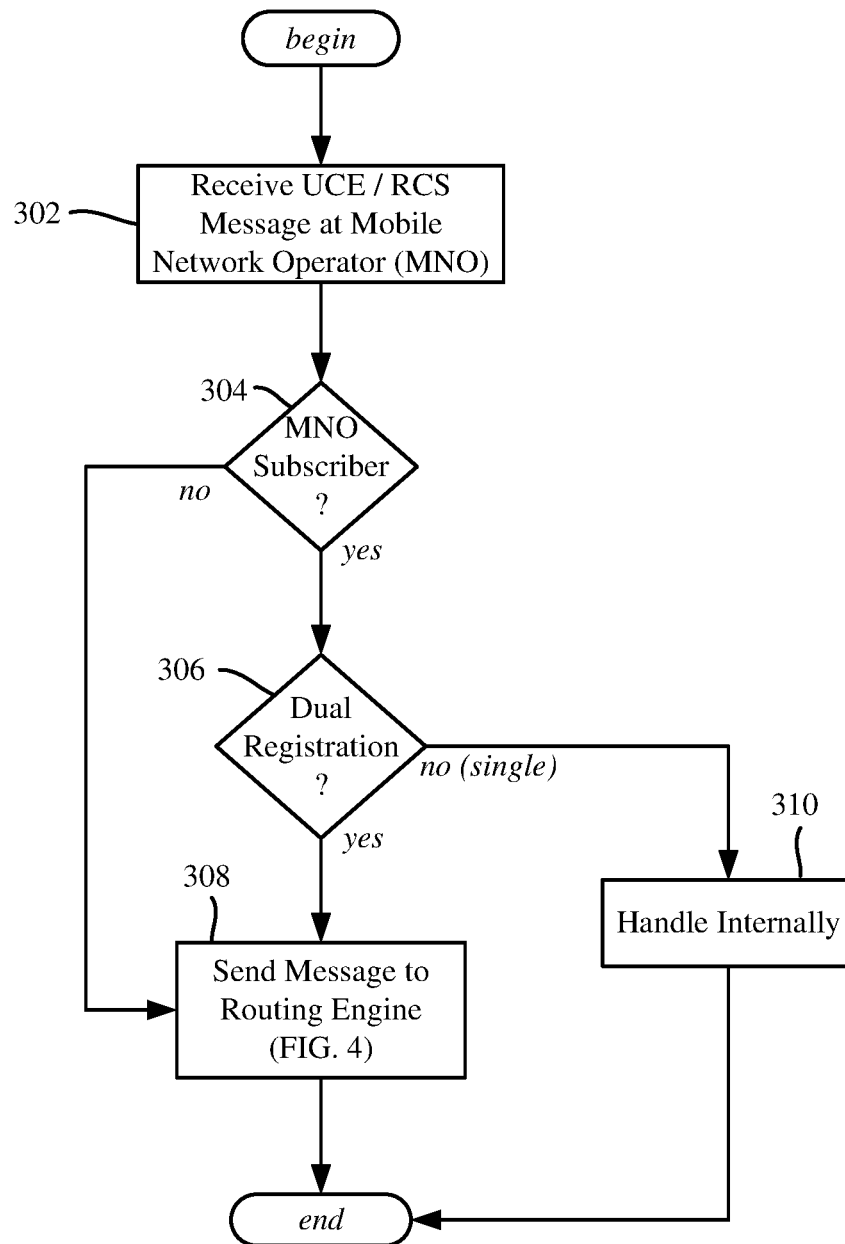 begin
Receive UCE / RCS
Message at Mobile
Network Operator (MNO)
302
304
MNO
Subscriber
?
no
yes
306
Dual
Registration
?
no (single)
yes
308
310
Send Message to
Routing Engine
(FIG. 4)
Handle Internally
end